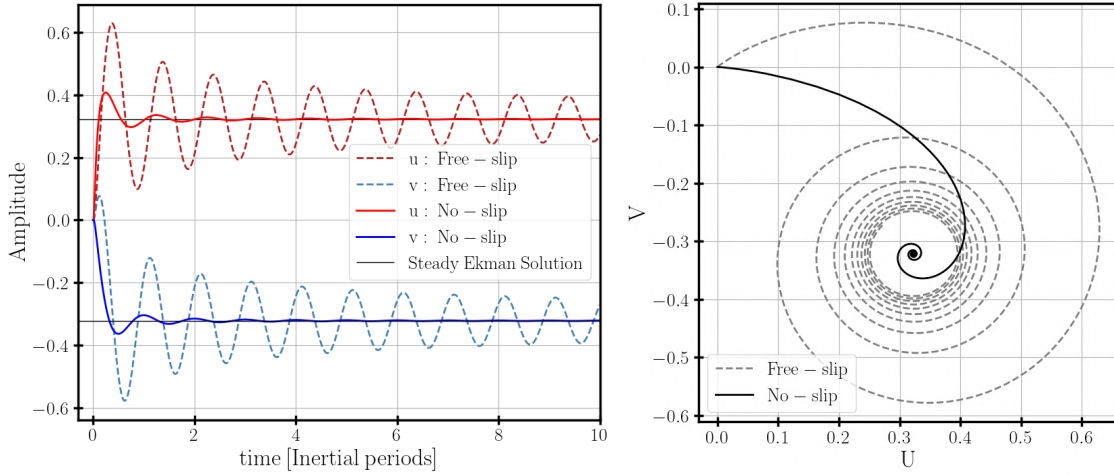 0.6
0.4
0.2
0.0
−0.2
−0.4
−0.6
Amplitude
0
2
4
6
8
10
time [Inertial periods]
u : Free − slip
v : Free − slip
u : No − slip
v : No − slip
Steady Ekman Solution
0.1
0.0
−0.1
−0.2
−0.3
−0.4
−0.5
−0.6
V
0.0
0.1
0.2
0.3
0.4
0.5
0.6
U
Free − slip
No − slip